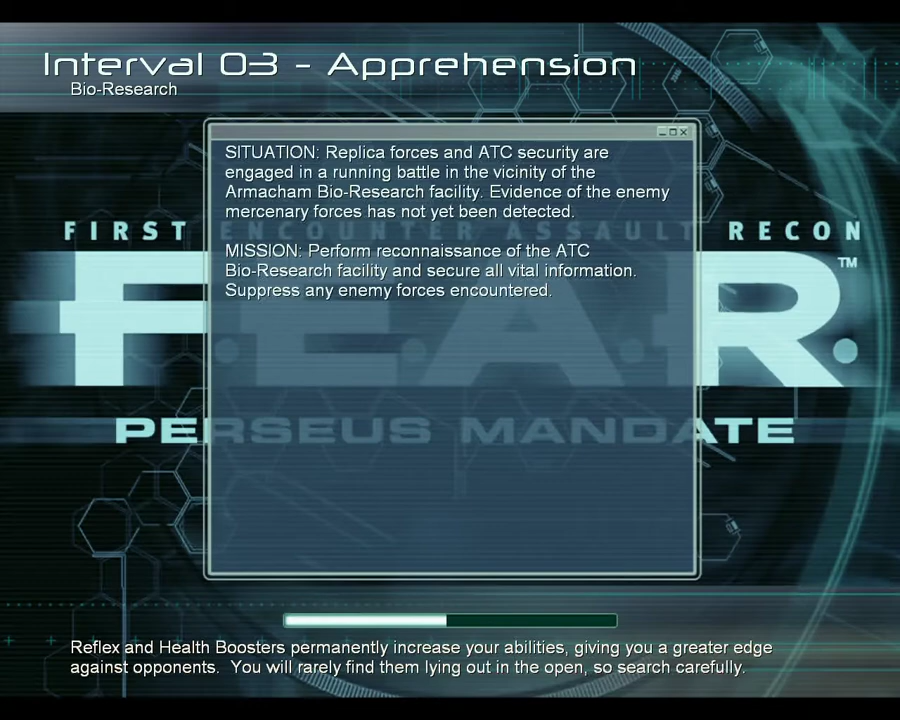 Interval 03 - Apprehension
Bio-Research
SITUATION: Replica forces and ATC security are
engaged in a running battle in the vicinity of the
Armacham Bio-Research facility. Evidence of the enemy
mercenary forces has not yet been detected.
MISSION: Perform reconnaissance of the ATC
Bio-Research facility and secure all vital information.
Suppress any enemy forces encountered.
FIRST ENCOUNTER ASSAULT RECON
F.E.A.R.™
PERSEUS MANDATE
Reflex and Health Boosters permanently increase your abilities, giving you a greater edge
against opponents.  You will rarely find them lying out in the open, so search carefully.